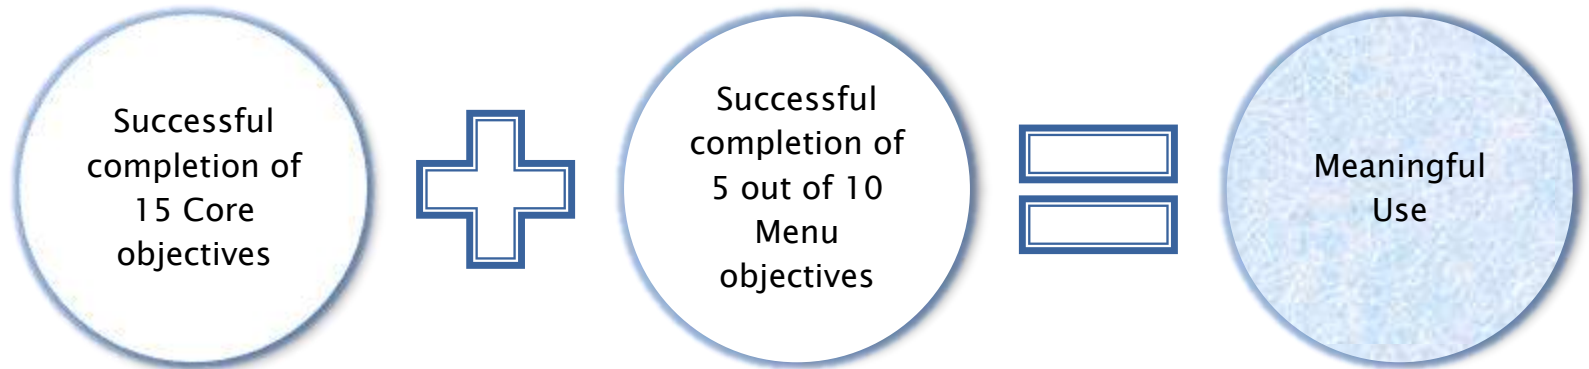 Successful
completion of
15 Core
objectives
Successful
completion of
5 out of 10
Menu
objectives
Meaningful
Use